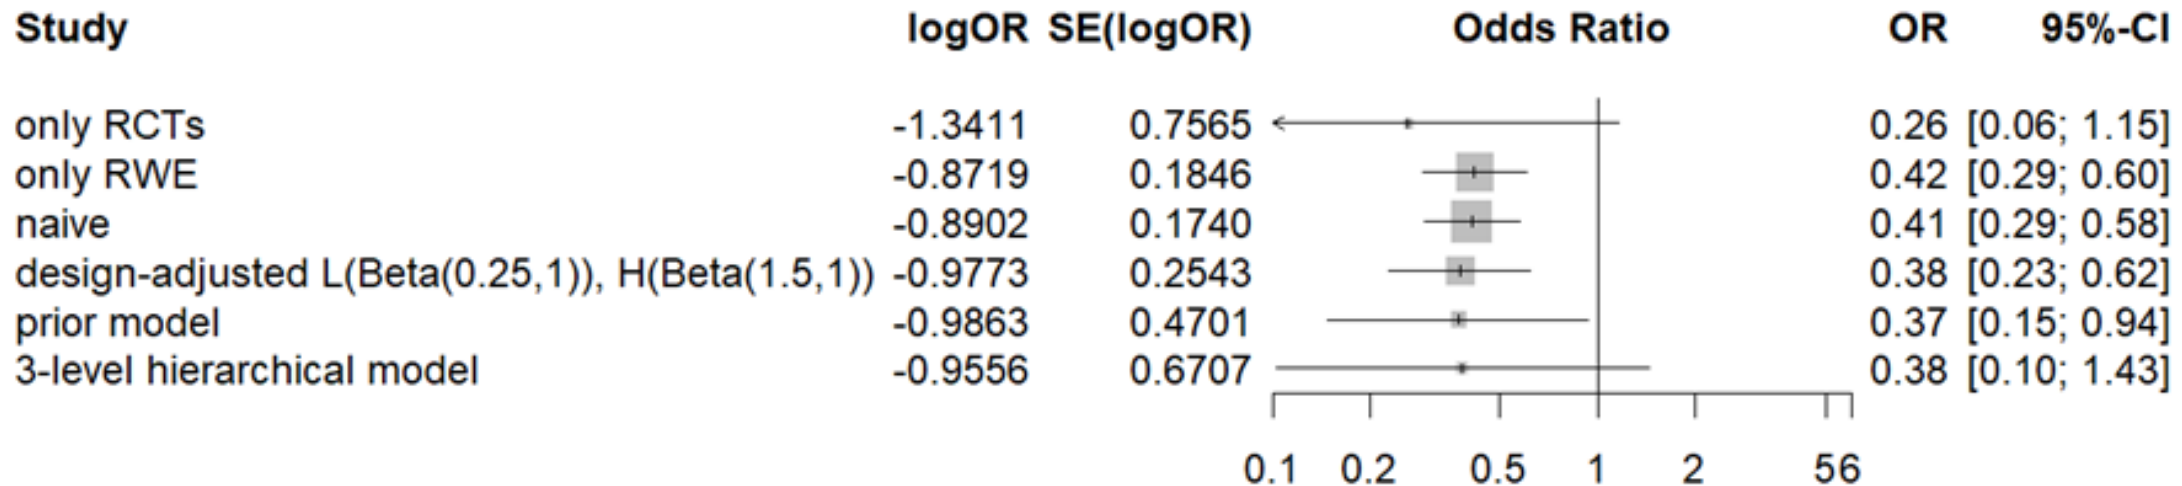 Study logOR SE(logOR) Odds Ratio OR 95%-CI
only RCTs -1.3411 0.7565 0.26 [0.06; 1.15]
only RWE -0.8719 0.1846 0.42 [0.29; 0.60]
naive -0.8902 0.1740 0.41 [0.29; 0.58]
design-adjusted L(Beta(0.25,1)), H(Beta(1.5,1)) -0.9773 0.2543 0.38 [0.23; 0.62]
prior model -0.9863 0.4701 0.37 [0.15; 0.94]
3-level hierarchical model -0.9556 0.6707 0.38 [0.10; 1.43]
0.1 0.2 0.5 1 2 5 6